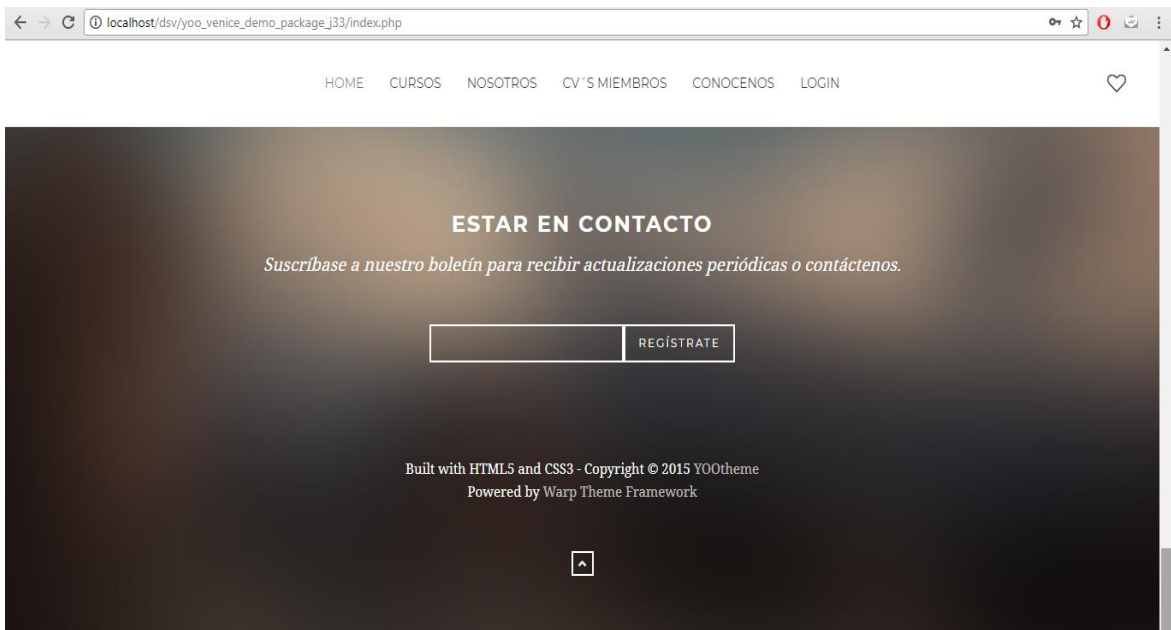 localhost/dsv/yoo_venice_demo_package_j33/index.php
HOME CURSOS NOSOTROS CV´S MIEMBROS CONOCENOS LOGIN
ESTAR EN CONTACTO
Suscríbase a nuestro boletín para recibir actualizaciones periódicas o contáctenos.
REGÍSTRATE
Built with HTML5 and CSS3 - Copyright © 2015 YOOtheme
Powered by Warp Theme Framework